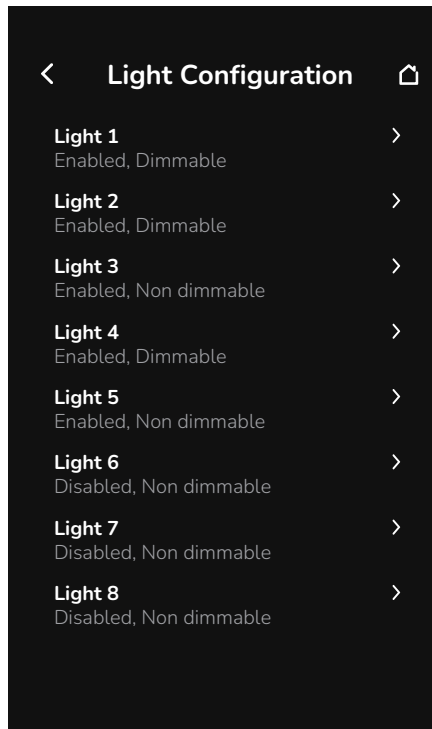 Light Configuration
Light 1
Enabled, Dimmable
Light 2
Enabled, Dimmable
Light 3
Enabled, Non dimmable
Light 4
Enabled, Dimmable
Light 5
Enabled, Non dimmable
Light 6
Disabled, Non dimmable
Light 7
Disabled, Non dimmable
Light 8
Disabled, Non dimmable